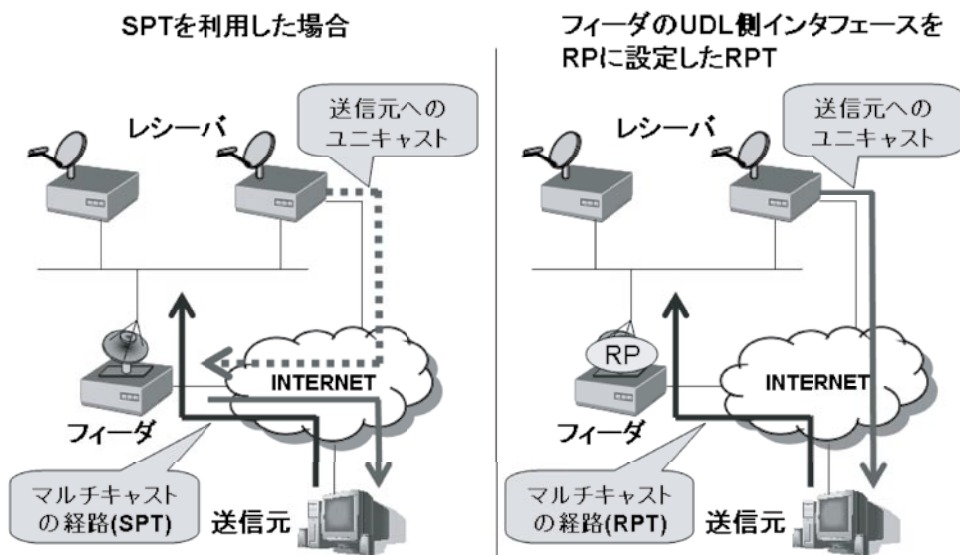 SPTを利用した場合
レシーバ
送信元への
ユニキャスト
INTERNET
フィーダ
マルチキャスト
の経路(SPT)
送信元
フィーダのUDL側インタフェースを
RPに設定したRPT
レシーバ
送信元への
ユニキャスト
RP
INTERNET
フィーダ
マルチキャスト
の経路(RPT)
送信元